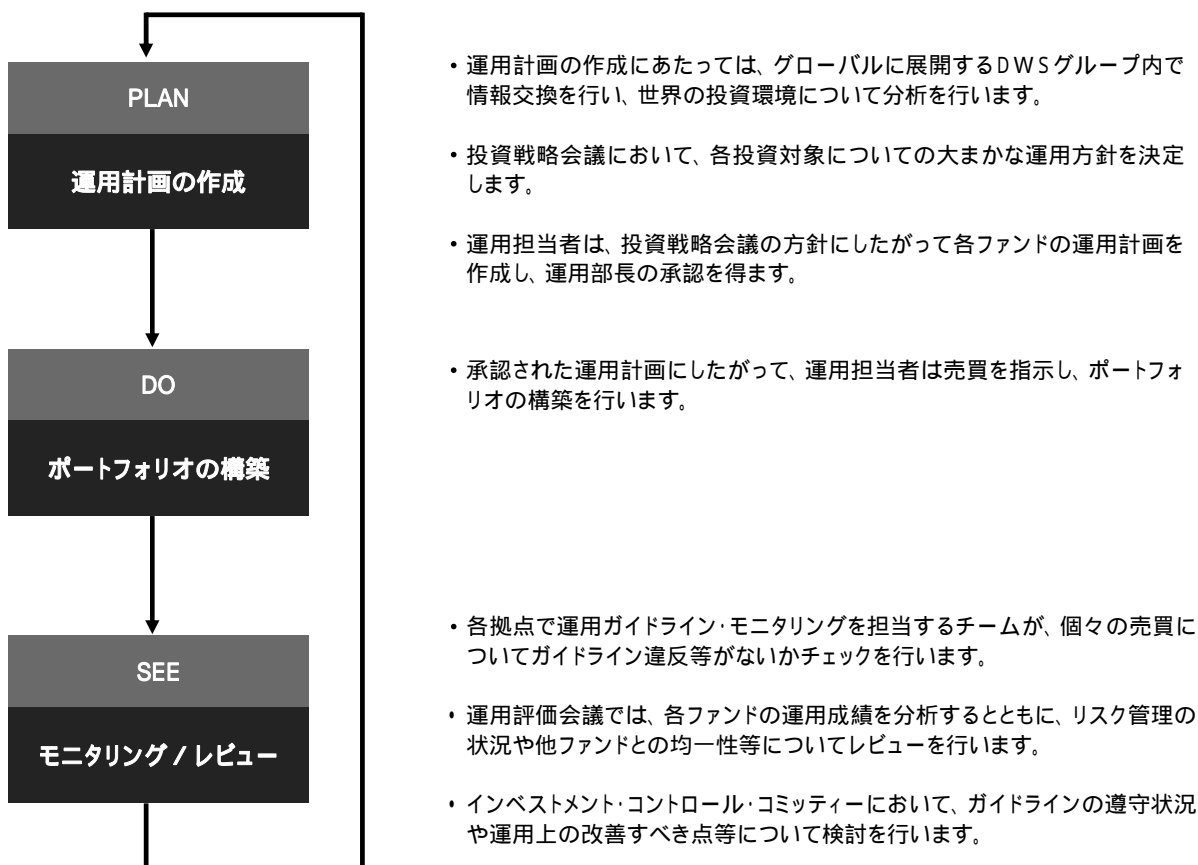 PLAN
運用計画の作成
・運用計画の作成にあたっては、グローバルに展開するDWSグループ内で
情報交換を行い、世界の投資環境について分析を行います。
・投資戦略会議において、各投資対象についての大まかな運用方針を決定
します。
・運用担当者は、投資戦略会議の方針にしたがって各ファンドの運用計画を
作成し、運用部長の承認を得ます。
DO
ポートフォリオの構築
・承認された運用計画にしたがって、運用担当者は売買を指示し、ポートフォ
リオの構築を行います。
SEE
モニタリング / レビュー
・各拠点で運用ガイドライン・モニタリングを担当するチームが、個々の売買に
ついてガイドライン違反等がないかチェックを行います。
・運用評価会議では、各ファンドの運用成績を分析するとともに、リスク管理の
状況や他ファンドとの均一性等についてレビューを行います。
・インベストメント・コントロール・コミッティーにおいて、ガイドラインの遵守状況
や運用上の改善すべき点等について検討を行います。